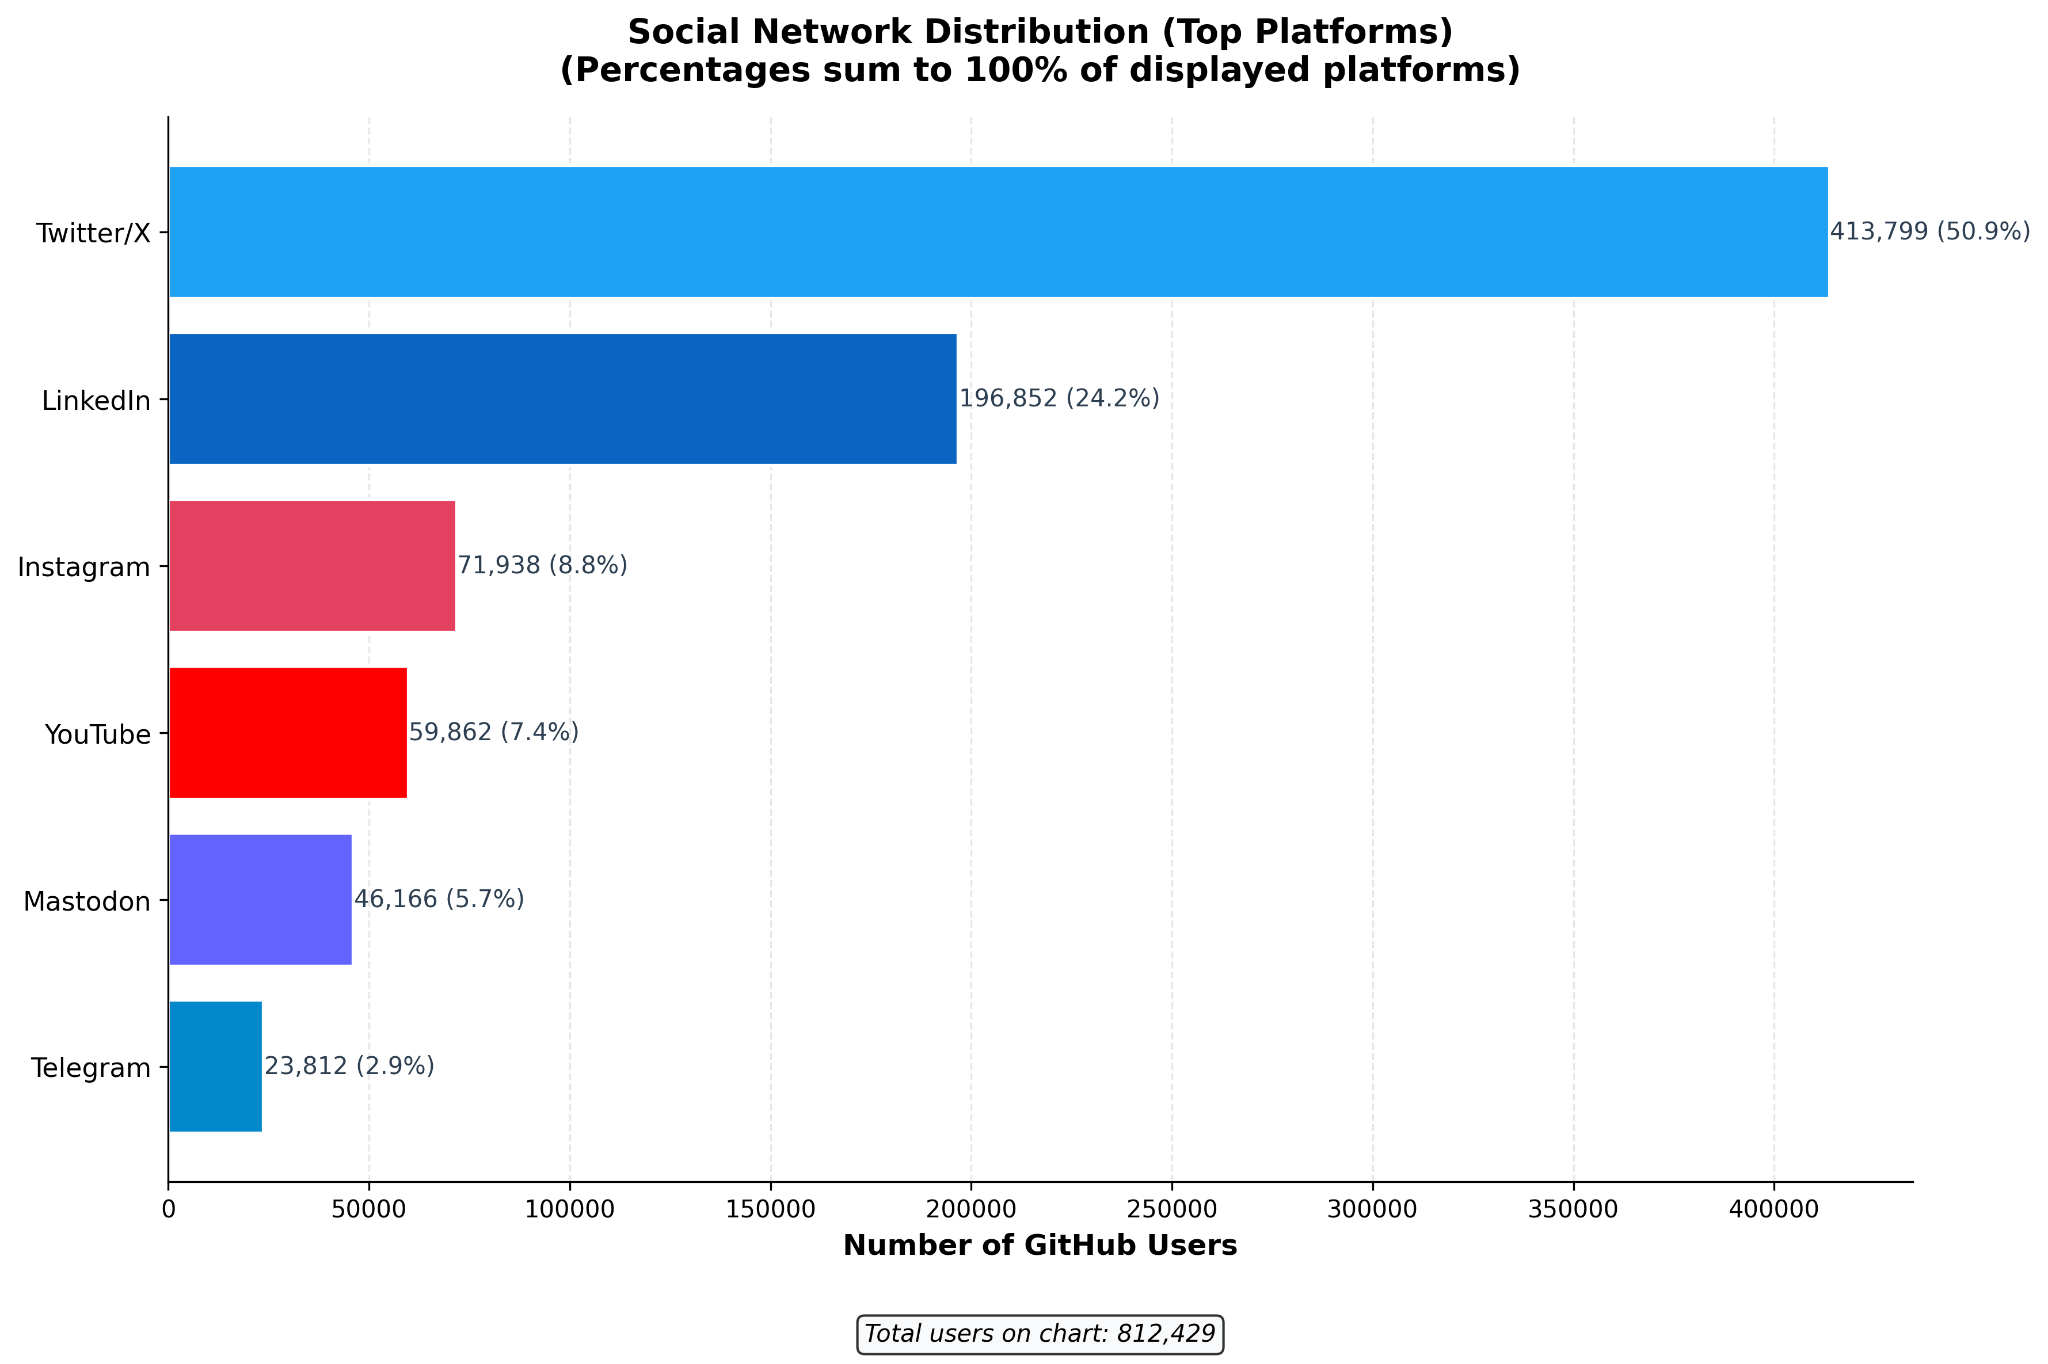 Social Network Distribution (Top Platforms)
(Percentages sum to 100% of displayed platforms)
Twitter/X
413,799 (50.9%)
LinkedIn
196,852 (24.2%)
Instagram
71,938 (8.8%)
YouTube
59,862 (7.4%)
Mastodon
46,166 (5.7%)
Telegram
23,812 (2.9%)
0 50000 100000 150000 200000 250000 300000 350000 400000
Number of GitHub Users
Total users on chart: 812,429